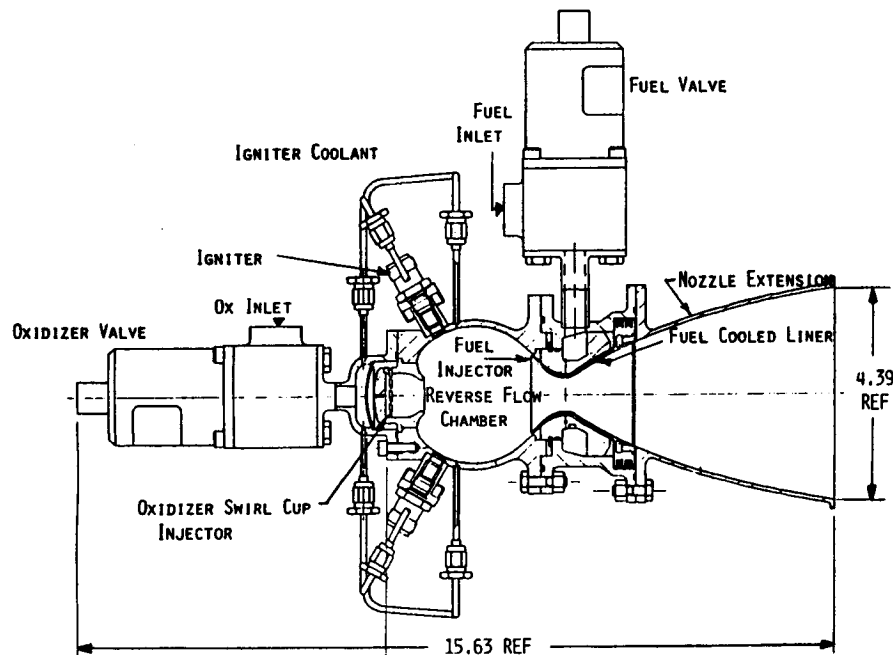 FUEL VALVE
FUEL
INLET
IGNITER COOLANT
IGNITER
OX INLET
OXIDIZER VALVE
NOZZLE EXTENSION
FUEL COOLED LINER
FUEL
INJECTOR
REVERSE FLOW
CHAMBER
4.39
REF
OXIDIZER SWIRL CUP
INJECTOR
15.63 REF